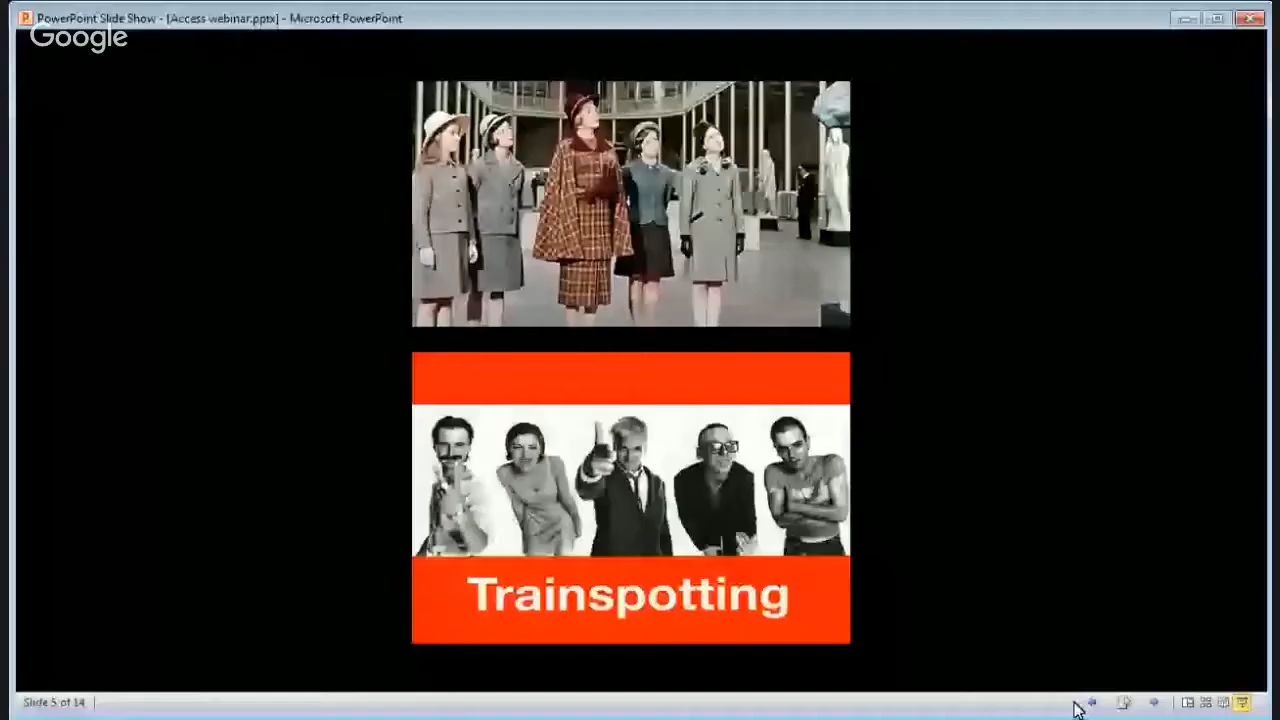 PowerPoint Slide Show - [Access webinar.pptx] - Microsoft PowerPoint
Google
Trainspotting
Slide 5 of 14